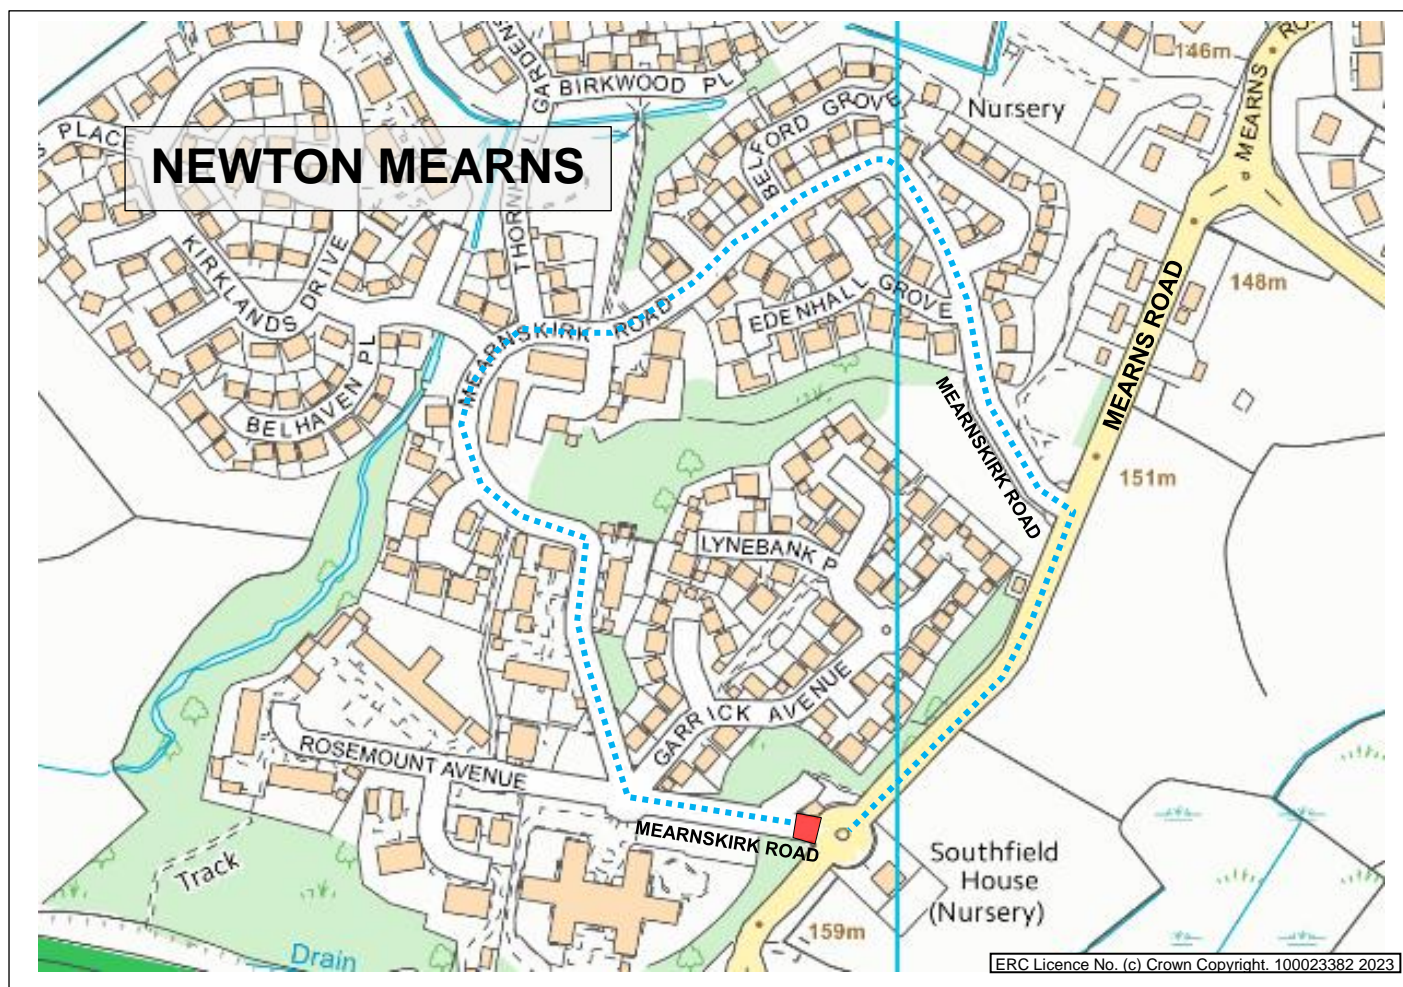 GARDENS
BIRKWOOD PL
146m
MEARNS
RO
Nursery
BELFORD GROVE
PLAC
NEWTON MEARNS
THORN
KIRKLANDS DRIVE
148m
MEARNS ROAD
EDENHALL GROVE
MEARNSKIRK ROAD
BELHAVEN PL
MEARNSKIRK ROAD
151m
LYNEBANK P
GARRICK AVENUE
ROSEMOUNT AVENUE
MEARNSKIRK ROAD
Track
Southfield
House
(Nursery)
159m
Drain
ERC Licence No. (c) Crown Copyright. 100023382 2023